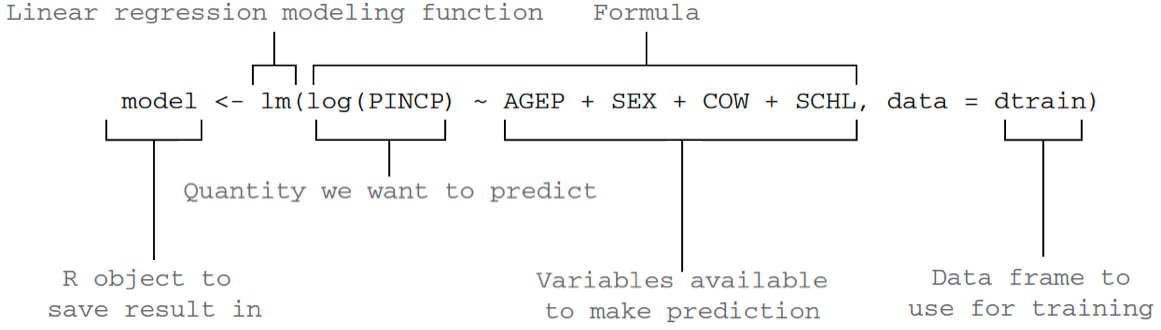 Linear regression modeling function Formula
model <- lm(log(PINCP) ~ AGEP + SEX + COW + SCHL, data = dtrain)
Quantity we want to predict
R object to
save result in
Variables available
to make prediction
Data frame to
use for training